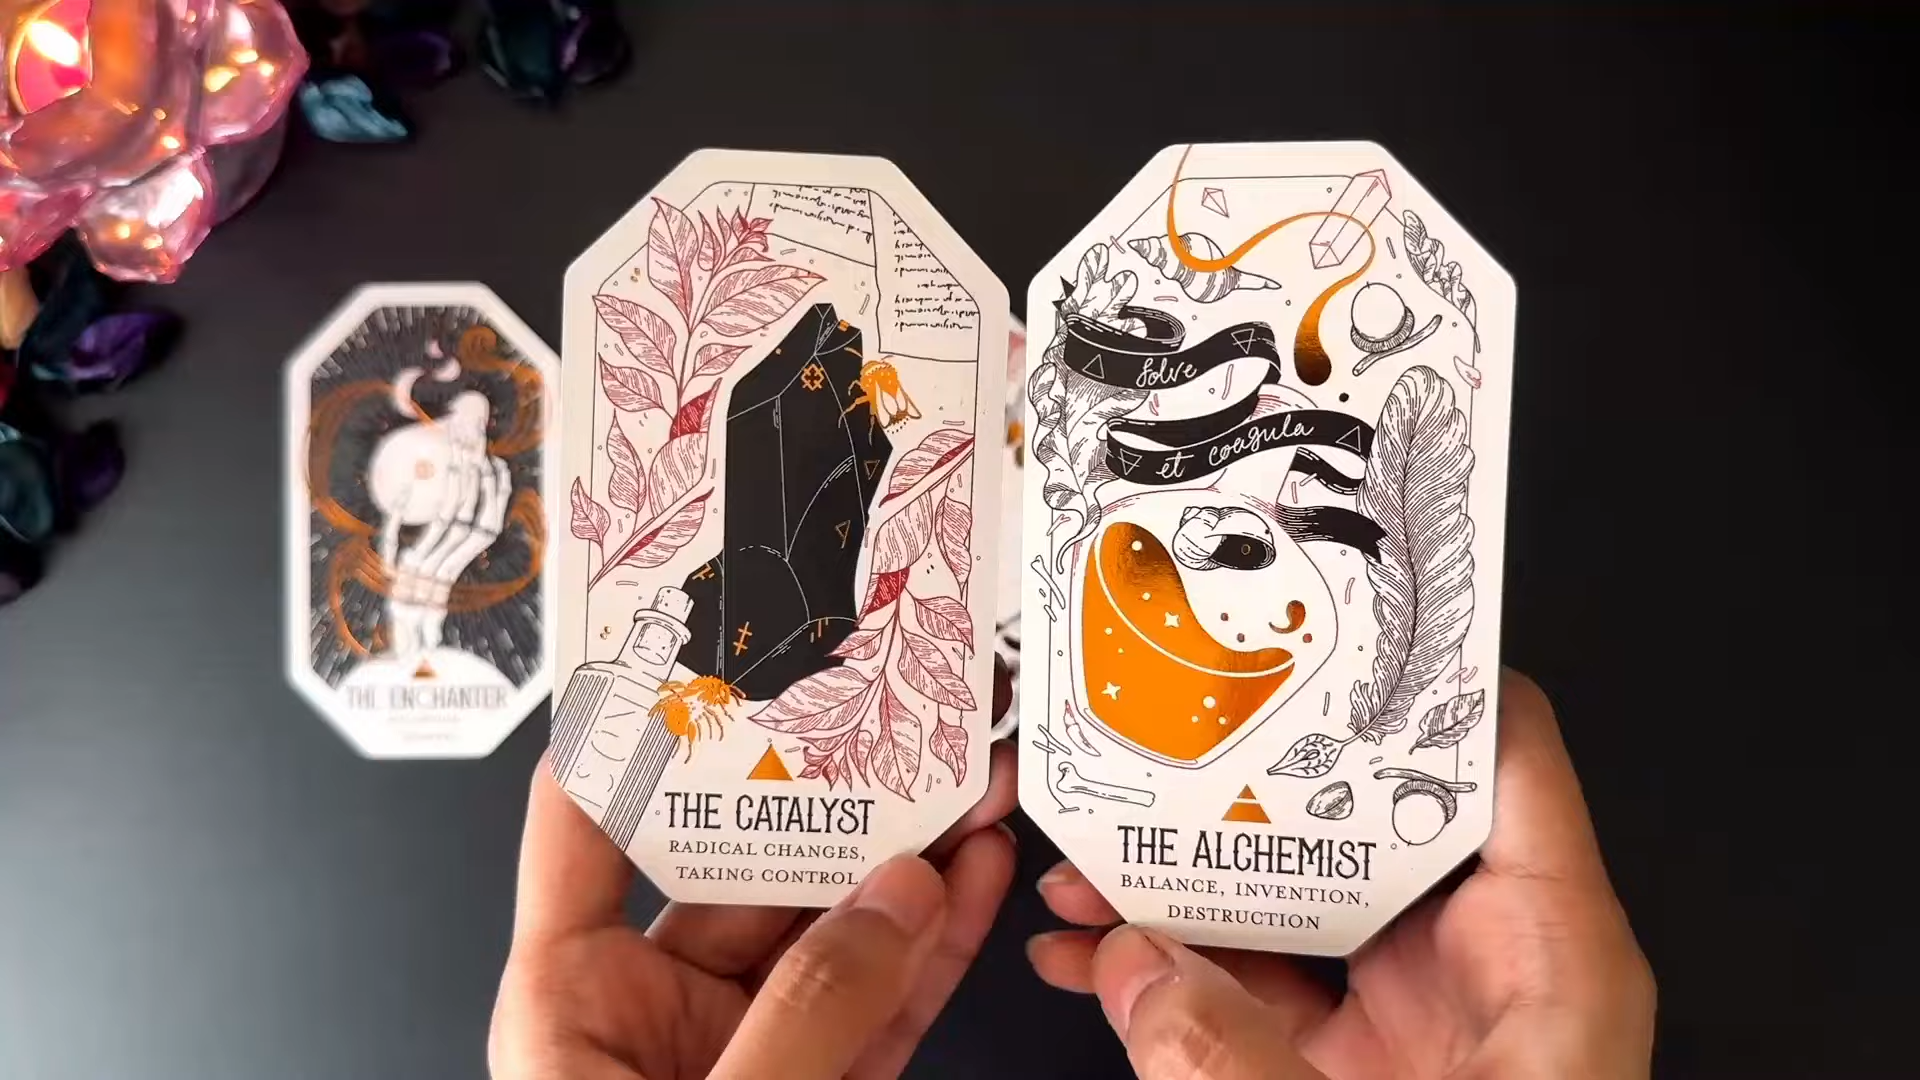 THE ENCHANTER
THE CATALYST
RADICAL CHANGES,
TAKING CONTROL
Solve
et coagula
THE ALCHEMIST
BALANCE, INVENTION,
DESTRUCTION